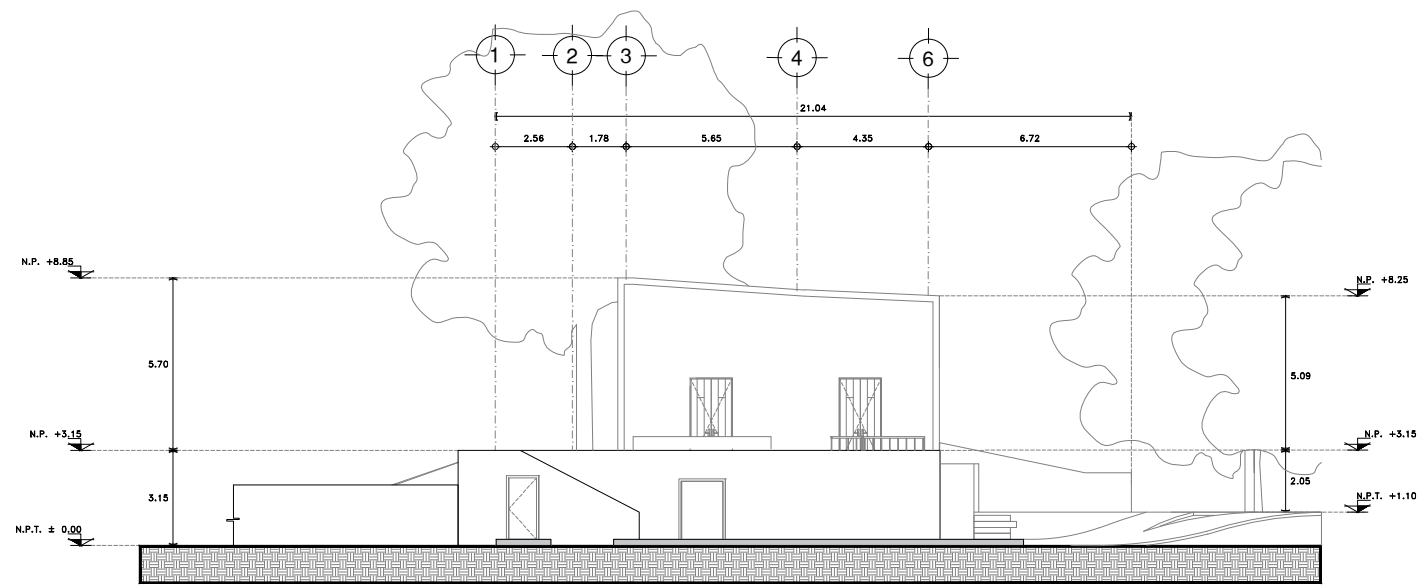 1 2 3 4 6
21.04
2.56 1.78 5.65 4.35 6.72
N.P. +8.85
N.P. +8.25
5.70
5.09
N.P. +3.15
N.P. +3.15
3.15
2.05
N.P.T. +1.10
N.P.T. ± 0.00